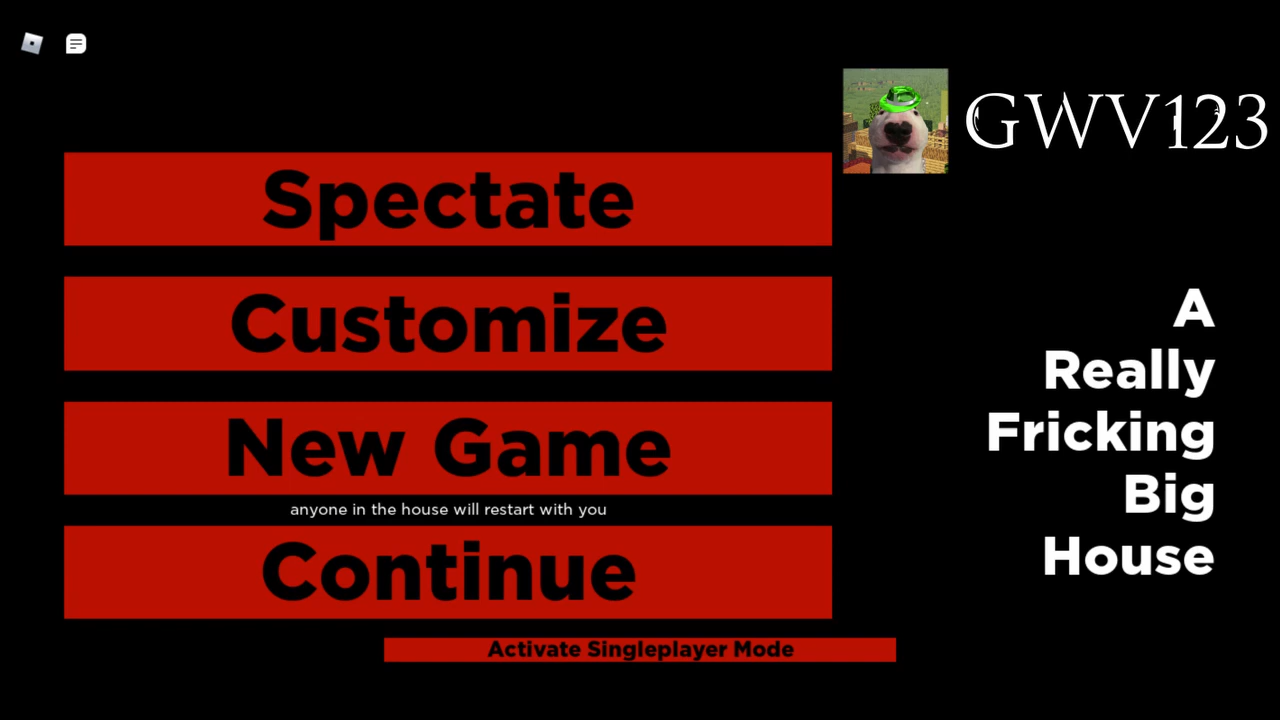 GWV123
Spectate
Customize
New Game
anyone in the house will restart with you
Continue
Activate Singleplayer Mode
A
Really
Fricking
Big
House